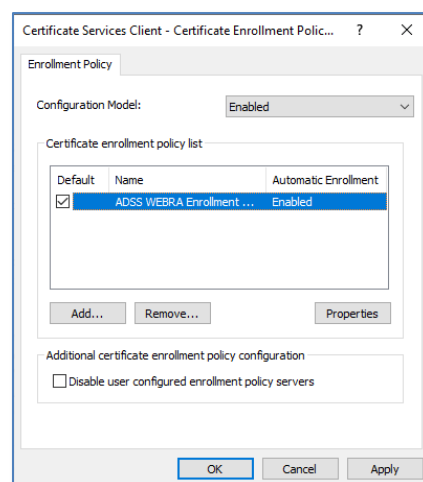 Certificate Services Client - Certificate Enrollment Polic... ? X
Enrollment Policy
Configuration Model: Enabled
Certificate enrollment policy list
Default Name Automatic Enrollment
ADSS WEBRA Enrollment ... Enabled
Add... Remove... Properties
Additional certificate enrollment policy configuration
Disable user configured enrollment policy servers
OK Cancel Apply